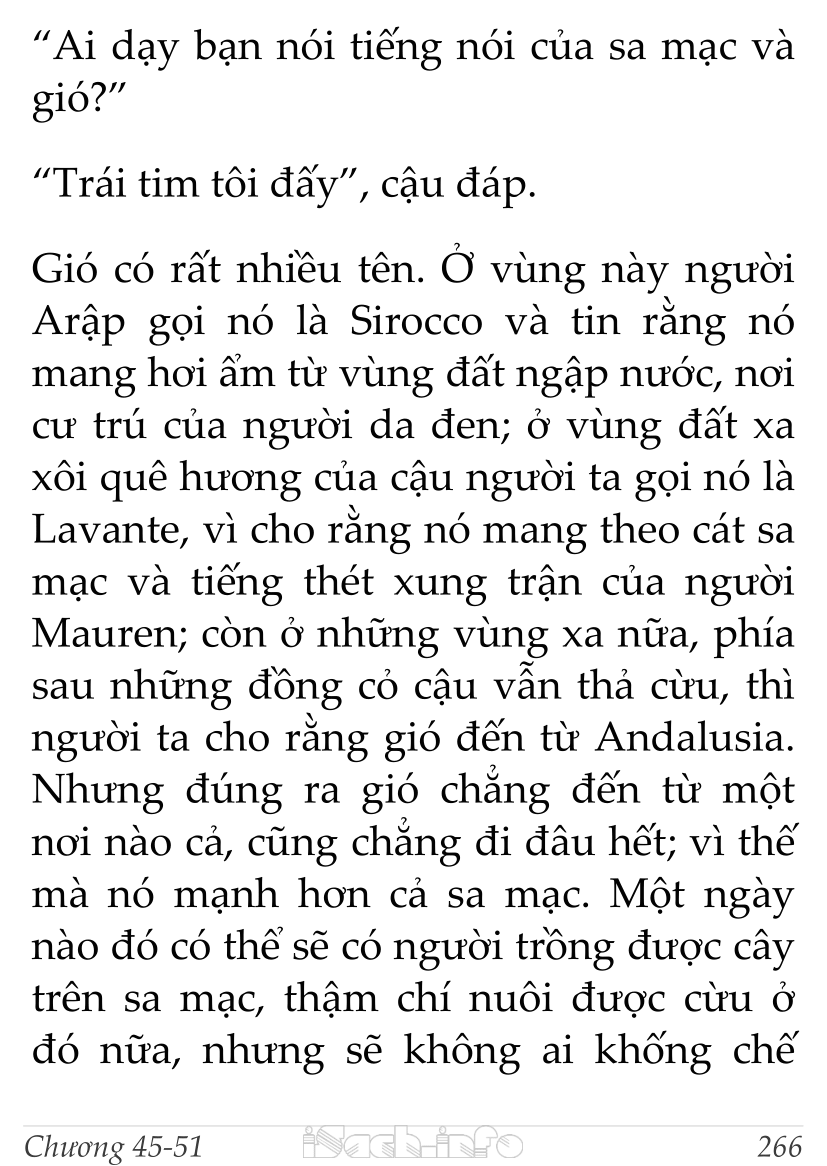 “Ai dạy bạn nói tiếng nói của sa mạc và
gió?”
“Trái tim tôi đấy”, cậu đáp.
Gió có rất nhiều tên. Ở vùng này người
Arập gọi nó là Sirocco và tin rằng nó
mang hơi ẩm từ vùng đất ngập nước, nơi
cư trú của người da đen; ở vùng đất xa
xôi quê hương của cậu người ta gọi nó là
Lavante, vì cho rằng nó mang theo cát sa
mạc và tiếng thét xung trận của người
Mauren; còn ở những vùng xa nữa, phía
sau những đồng cỏ cậu vẫn thả cừu, thì
người ta cho rằng gió đến từ Andalusia.
Nhưng đúng ra gió chẳng đến từ một
nơi nào cả, cũng chẳng đi đâu hết; vì thế
mà nó mạnh hơn cả sa mạc. Một ngày
nào đó có thể sẽ có người trồng được cây
trên sa mạc, thậm chí nuôi được cừu ở
đó nữa, nhưng sẽ không ai khống chế
Chương 45-51 iSach.info 266